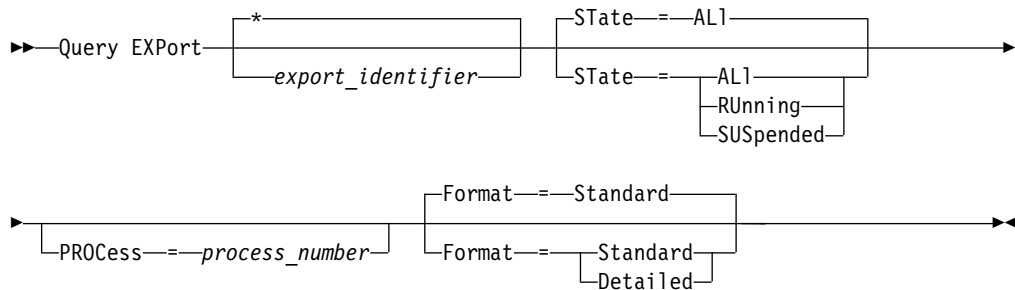 * STate = ALl
Query EXPort
export_identifier STate = ALl
RUnning
SUSpended
Format = Standard
PROCess = process_number Format = Standard
Detailed